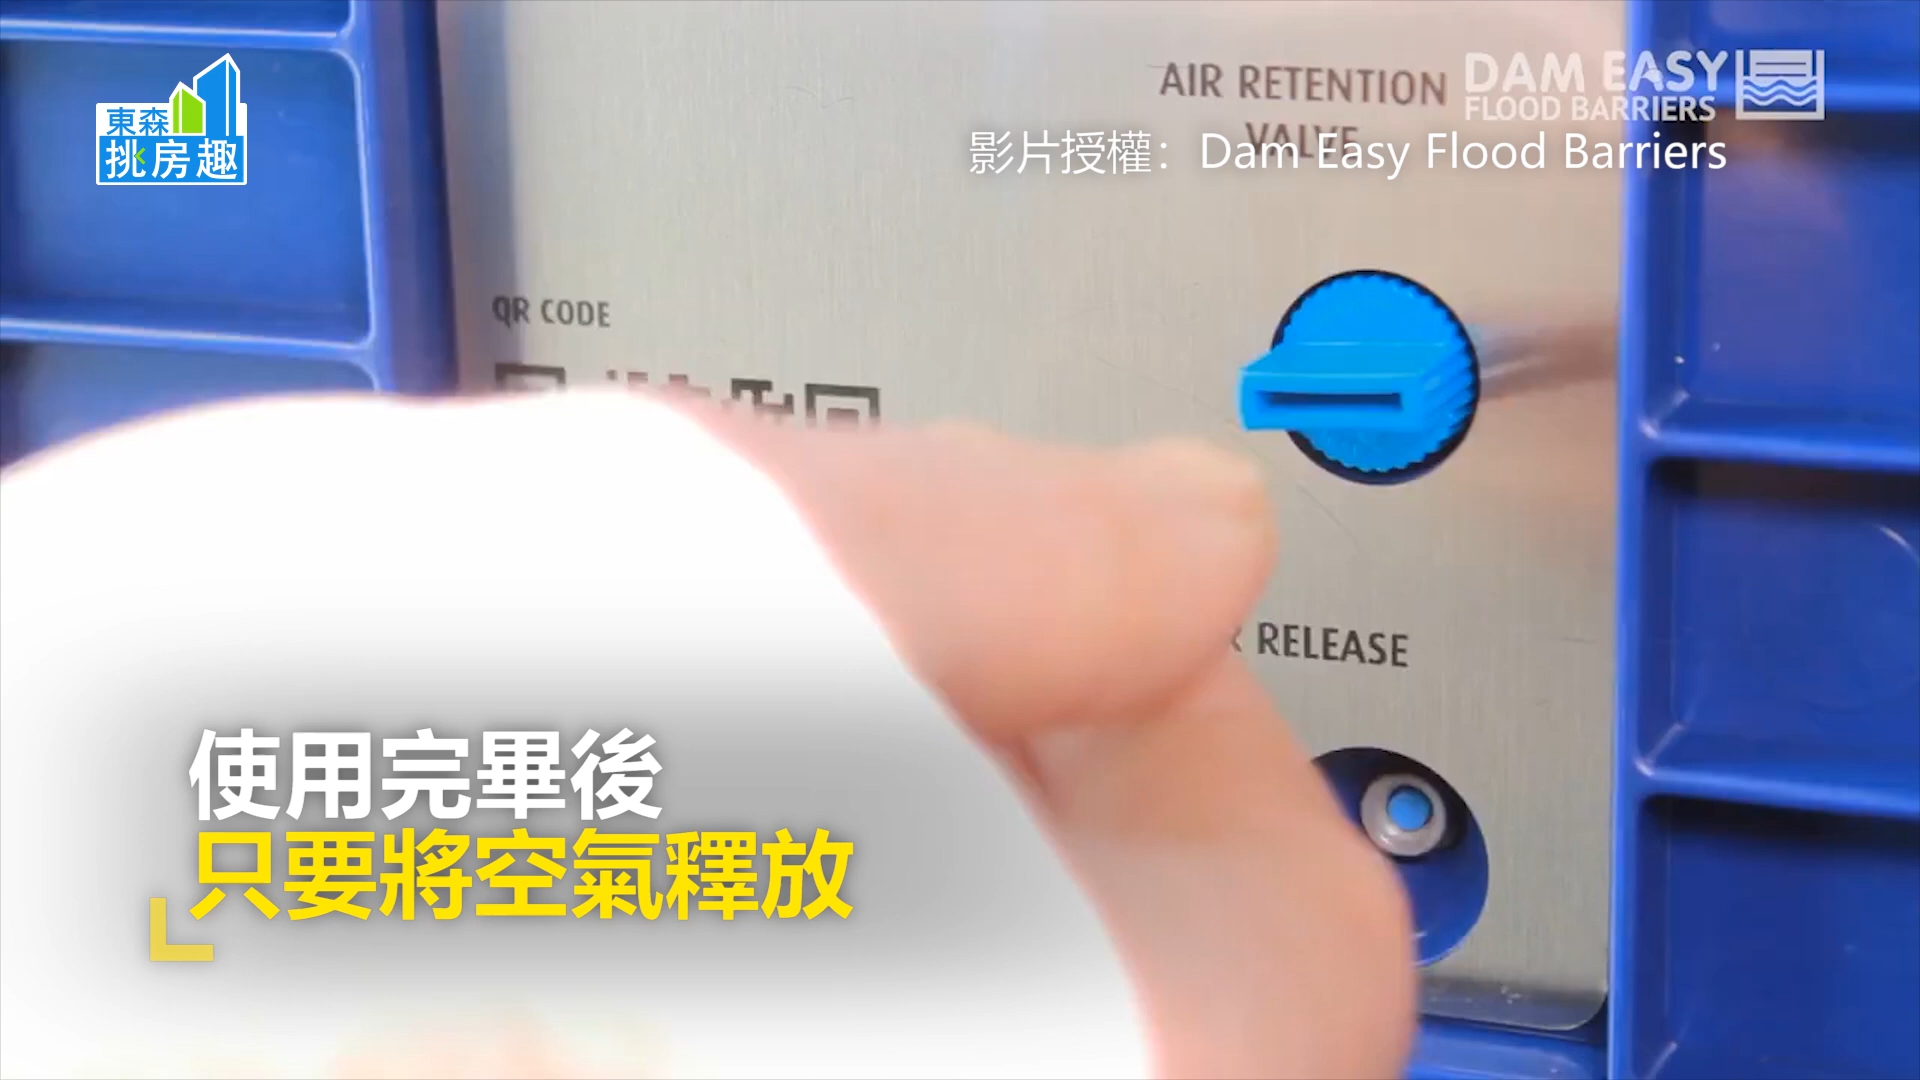 東森
挑房趣
AIR RETENTION
VALVE
DAM EASY
FLOOD BARRIERS
影片授權：Dam Easy Flood Barriers
QR CODE
RELEASE
使用完畢後
只要將空氣釋放